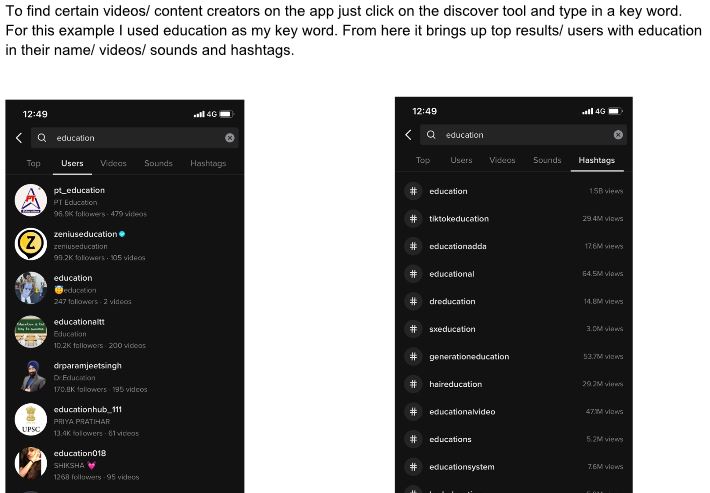 To find certain videos/ content creators on the app just click on the discover tool and type in a key word.
For this example I used education as my key word. From here it brings up top results/ users with education
in their name/ videos/ sounds and hashtags.
12:49
4G
education
Top Users Videos Sounds Hashtags
pt_education
PT Education
96.9K followers · 479 videos
zeniuseducation
zeniuseducation
99.2K followers · 105 videos
education
😇education
247 followers · 2 videos
educationaltt
Education
10.2K followers · 200 videos
drparamjeetsingh
Dr.Education
170.8K followers · 195 videos
UPSC
educationhub_111
PRIYA PRATIHAR
13.4K followers · 61 videos
education018
SHIKSHA 💓
1268 followers · 95 videos
12:49
4G
education
Top Users Videos Sounds Hashtags
# education 1.5B views
# tiktokeducation 29.4M views
# educationadda 17.6M views
# educational 64.5M views
# dreducation 14.8M views
# sxeducation 3.0M views
# generationeducation 53.7M views
# haireducation 29.2M views
# educationalvideo 47.1M views
# educations 5.2M views
# educationsystem 7.6M views